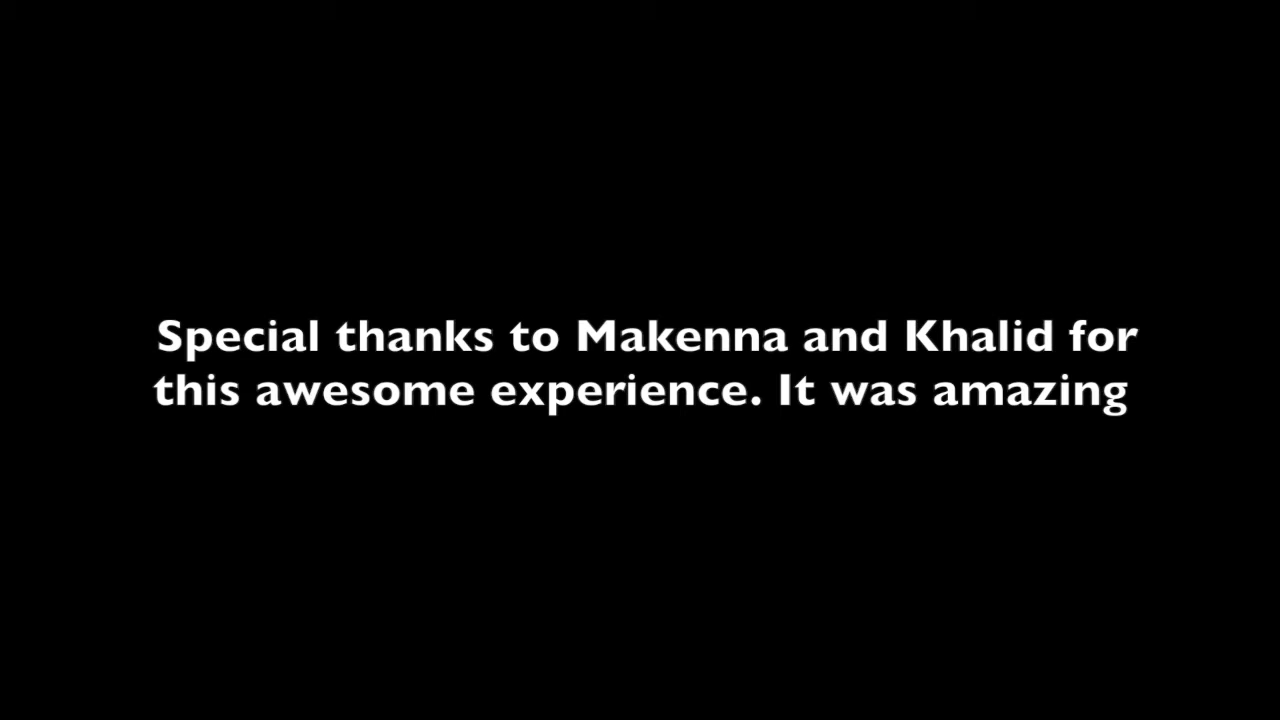 Special thanks to Makenna and Khalid for
this awesome experience. It was amazing